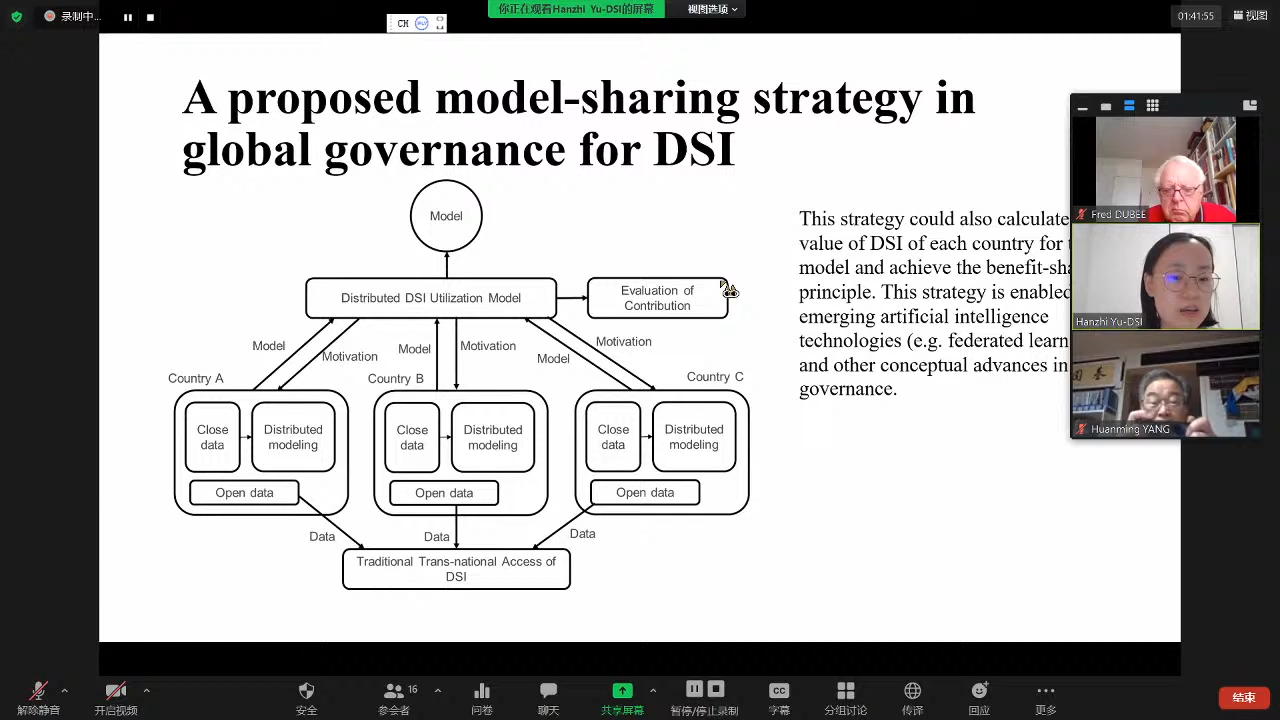 录制中...
你正在观看Hanzhi Yu-DSI的屏幕
视图选项
01:41:55
视图
CH
A proposed model-sharing strategy in
global governance for DSI
Model
Distributed DSI Utilization Model
Evaluation of
Contribution
Model
Motivation
Model
Motivation
Model
Motivation
Country A
Country B
Country C
Close
data
Distributed
modeling
Close
data
Distributed
modeling
Close
data
Distributed
modeling
Open data
Open data
Open data
Data
Data
Data
Traditional Trans-national Access of
DSI
This strategy could also calculate
value of DSI of each country for
model and achieve the benefit-sha
principle. This strategy is enabled
emerging artificial intelligence
technologies (e.g. federated learn
and other conceptual advances in
governance.
Fred DUBEE
Hanzhi Yu-DSI
Huanming YANG
解除静音
开启视频
安全
16
参会者
问卷
聊天
共享屏幕
暂停/停止录制
CC
字幕
分组讨论
传译
回应
更多
结束